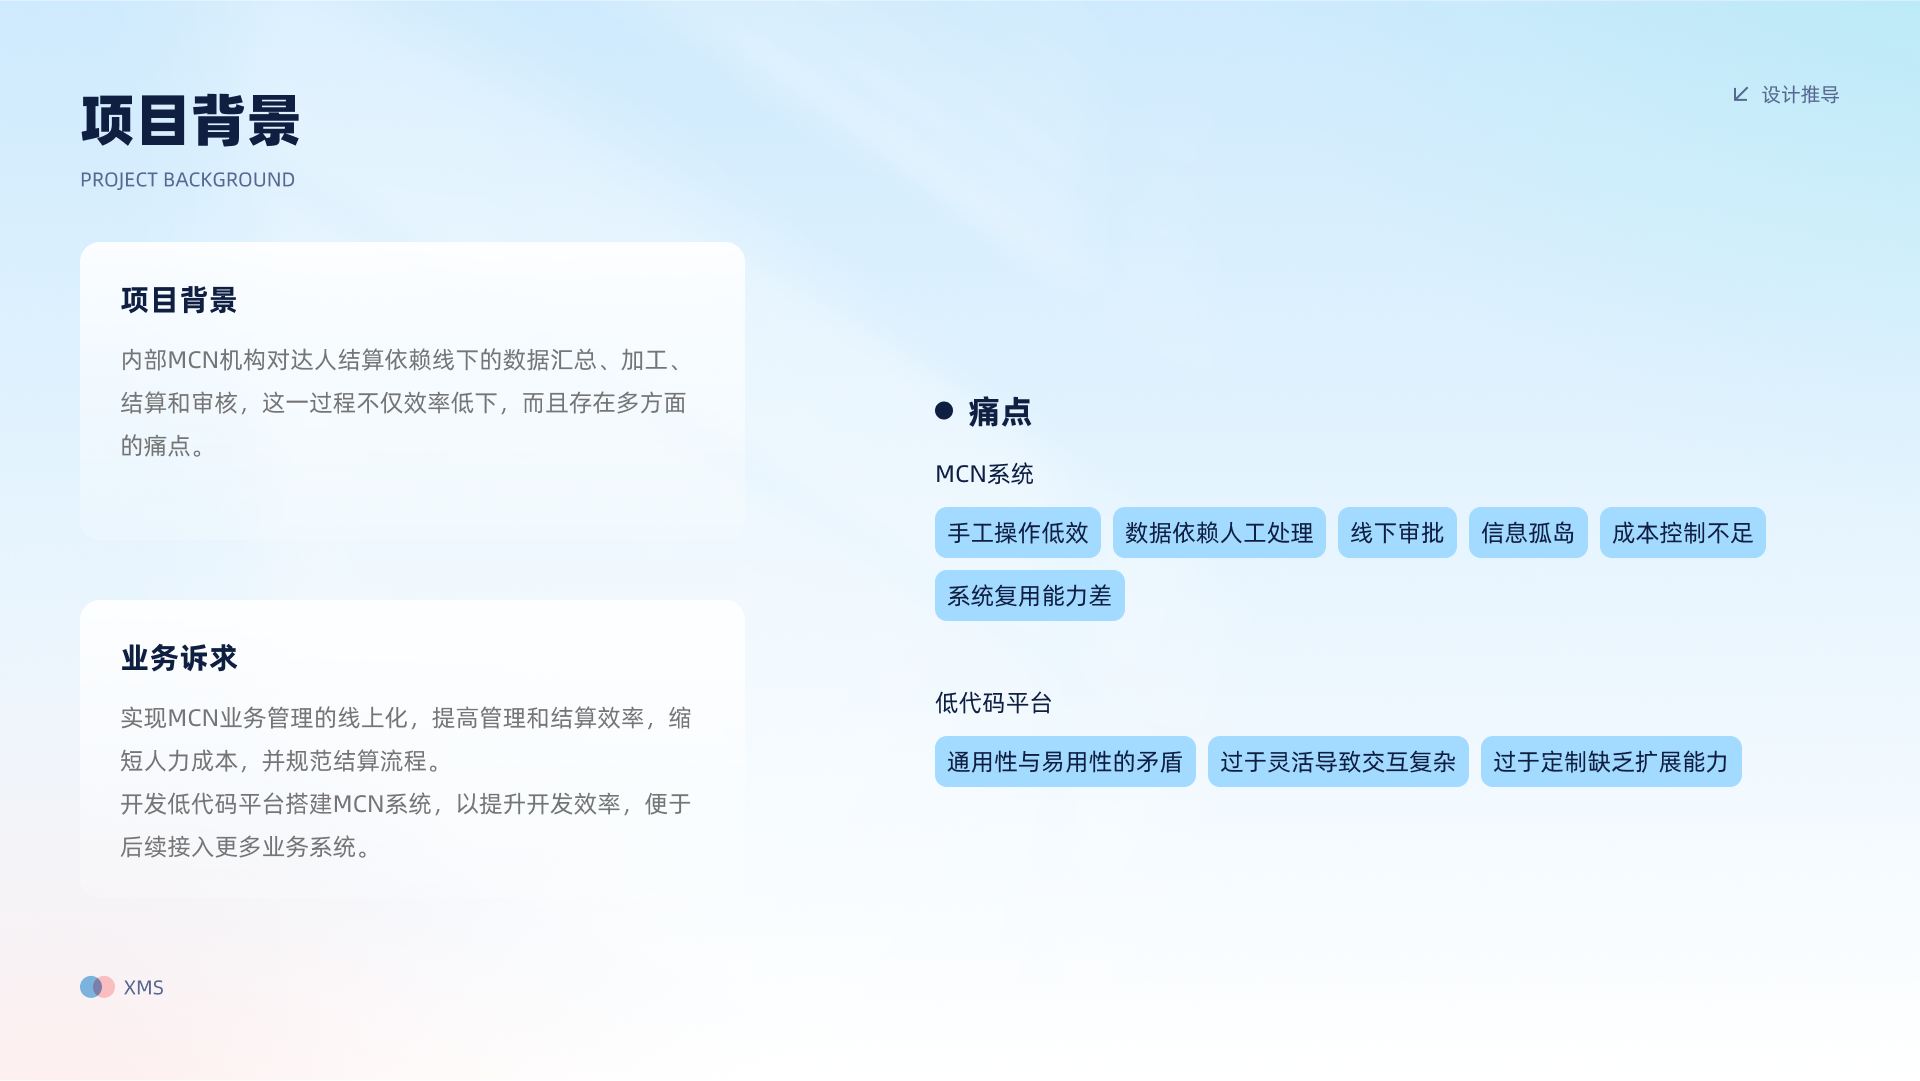 项目背景
PROJECT BACKGROUND
设计推导
项目背景
内部MCN机构对达人结算依赖线下的数据汇总、加工、
结算和审核，这一过程不仅效率低下，而且存在多方面
的痛点。
业务诉求
实现MCN业务管理的线上化，提高管理和结算效率，缩
短人力成本，并规范结算流程。
开发低代码平台搭建MCN系统，以提升开发效率，便于
后续接入更多业务系统。
痛点
MCN系统
手工操作低效 数据依赖人工处理 线下审批 信息孤岛 成本控制不足
系统复用能力差
低代码平台
通用性与易用性的矛盾 过于灵活导致交互复杂 过于定制缺乏扩展能力
XMS